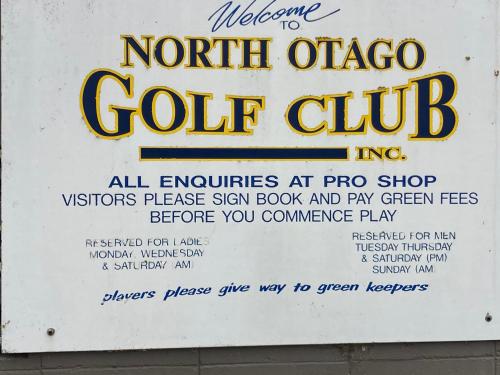 Welcome
TO
NORTH OTAGO
GOLF CLUB
INC.
ALL ENQUIRIES AT PRO SHOP
VISITORS PLEASE SIGN BOOK AND PAY GREEN FEES
BEFORE YOU COMMENCE PLAY
RESERVED FOR LADIES
MONDAY, WEDNESDAY
& SATURDAY (AM)
RESERVED FOR MEN
TUESDAY THURSDAY
& SATURDAY (PM)
SUNDAY (AM)
players please give way to green keepers